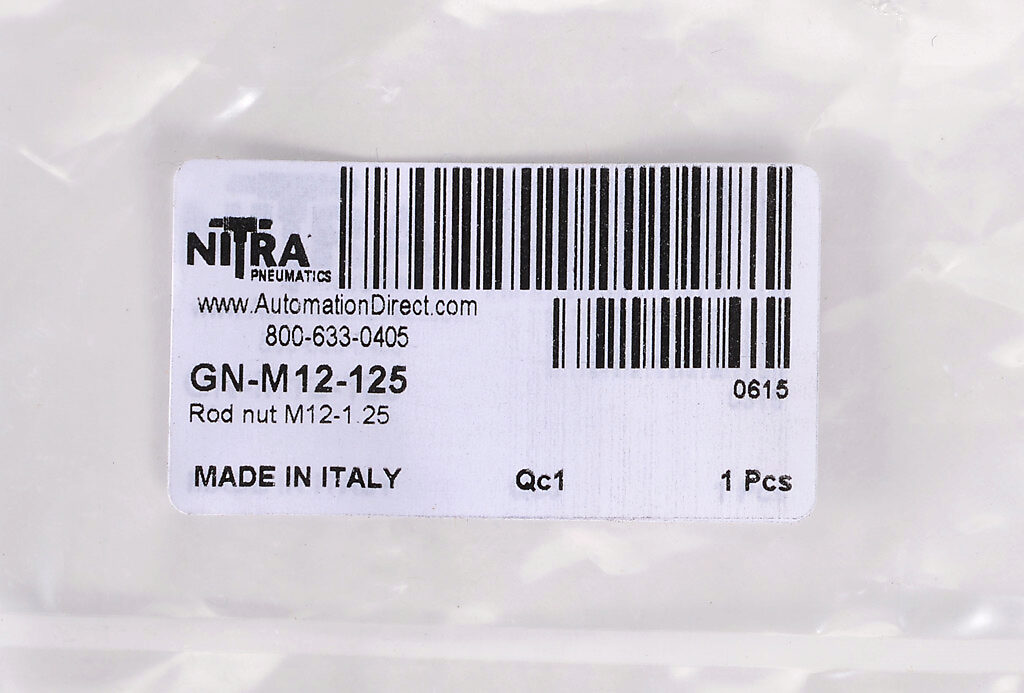 NITRA
PNEUMATICS
www.AutomationDirect.com
800-633-0405
GN-M12-125
0615
Rod nut M12-1.25
MADE IN ITALY Qc1 1 Pcs